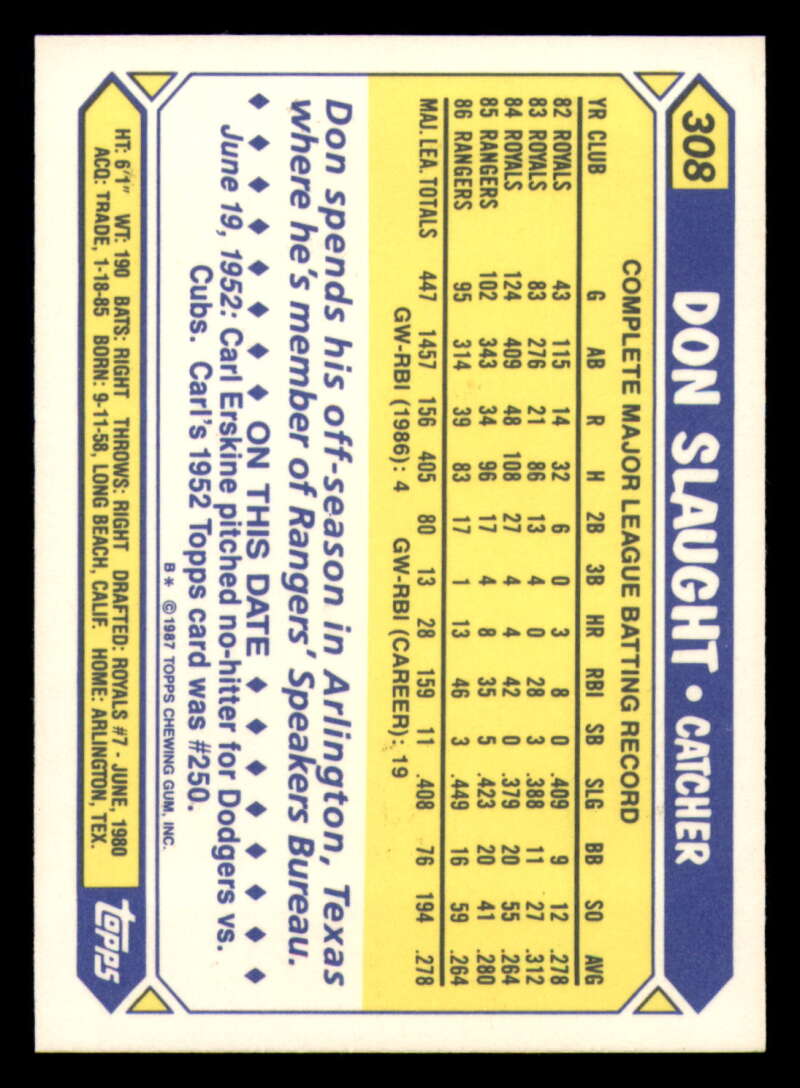 308 DON SLAUGHT • CATCHER
COMPLETE MAJOR LEAGUE BATTING RECORD
YR CLUB G AB R H 2B 3B HR RBI SB SLG BB SO AVG
82 ROYALS 43 115 14 32 6 0 3 8 0 .409 9 12 .278
83 ROYALS 83 276 21 86 13 4 0 28 3 .388 11 27 .312
84 ROYALS 124 409 48 108 27 4 4 42 0 .379 20 55 .264
85 RANGERS 102 343 34 96 17 4 8 35 5 .423 20 41 .280
86 RANGERS 95 314 39 83 17 1 13 46 3 .449 16 59 .264
MAJ. LEA. TOTALS 447 1457 156 405 80 13 28 159 11 .408 76 194 .278
GW-RBI (1986): 4 GW-RBI (CAREER): 19
Don spends his off-season in Arlington, Texas
where he's member of Rangers' Speakers Bureau.
♦ ♦ ♦ ♦ ♦ ♦ ♦ ON THIS DATE ♦ ♦ ♦ ♦ ♦ ♦ ♦ ♦
June 19, 1952: Carl Erskine pitched no-hitter for Dodgers vs.
Cubs. Carl's 1952 Topps card was #250.
B* ©1987 TOPPS CHEWING GUM, INC.
HT: 6'1" WT: 190 BATS: RIGHT THROWS: RIGHT DRAFTED: ROYALS #7 - JUNE, 1980
ACQ: TRADE, 1-18-85 BORN: 9-11-58, LONG BEACH, CALIF. HOME: ARLINGTON, TEX.
topps